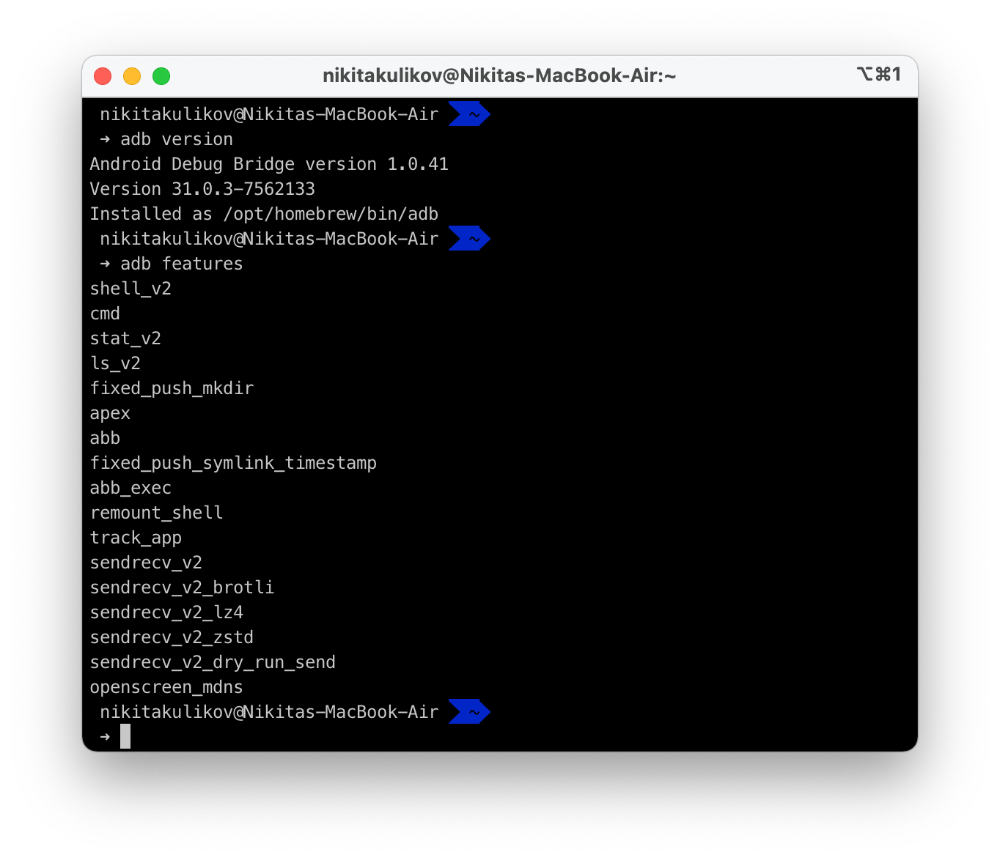 nikitakulikov@Nikitas-MacBook-Air:~ ⌥⌘1
nikitakulikov@Nikitas-MacBook-Air ~
→ adb version
Android Debug Bridge version 1.0.41
Version 31.0.3-7562133
Installed as /opt/homebrew/bin/adb
nikitakulikov@Nikitas-MacBook-Air ~
→ adb features
shell_v2
cmd
stat_v2
ls_v2
fixed_push_mkdir
apex
abb
fixed_push_symlink_timestamp
abb_exec
remount_shell
track_app
sendrecv_v2
sendrecv_v2_brotli
sendrecv_v2_lz4
sendrecv_v2_zstd
sendrecv_v2_dry_run_send
openscreen_mdns
nikitakulikov@Nikitas-MacBook-Air ~
→